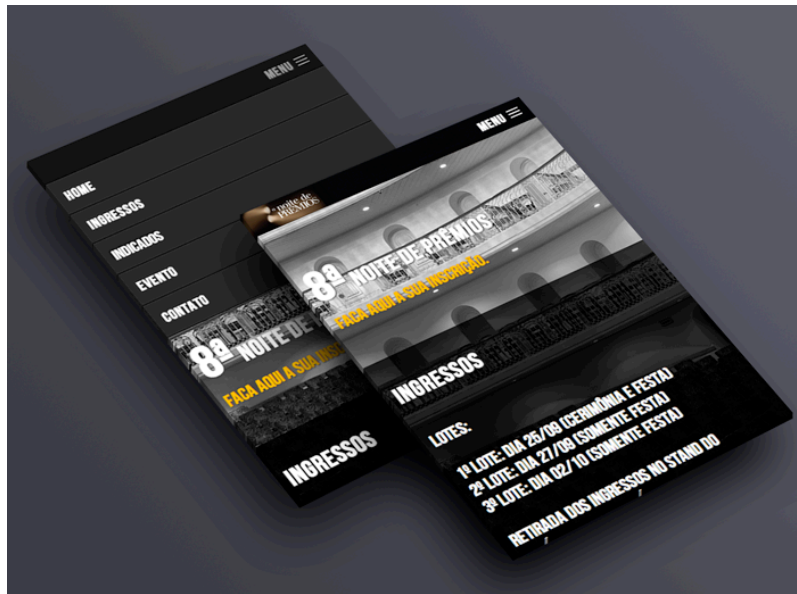 MENU
HOME
INGRESSOS
INDICADOS
EVENTO
CONTATO
8ª NOITE DE
FACA AQUI A SUA
INGRESSOS
MENU
noite de
PRÊMIOS
8ª NOITE DE PRÊMIOS
FACA AQUI A SUA INSCRIÇÃO.
INGRESSOS
LOTES:
1º LOTE: DIA 25/09 (CERIMÔNIA E FESTA)
2º LOTE: DIA 27/09 (SOMENTE FESTA)
3º LOTE: DIA 02/10 (SOMENTE FESTA)
RETIRADA DOS INGRESSOS NO STAND DO